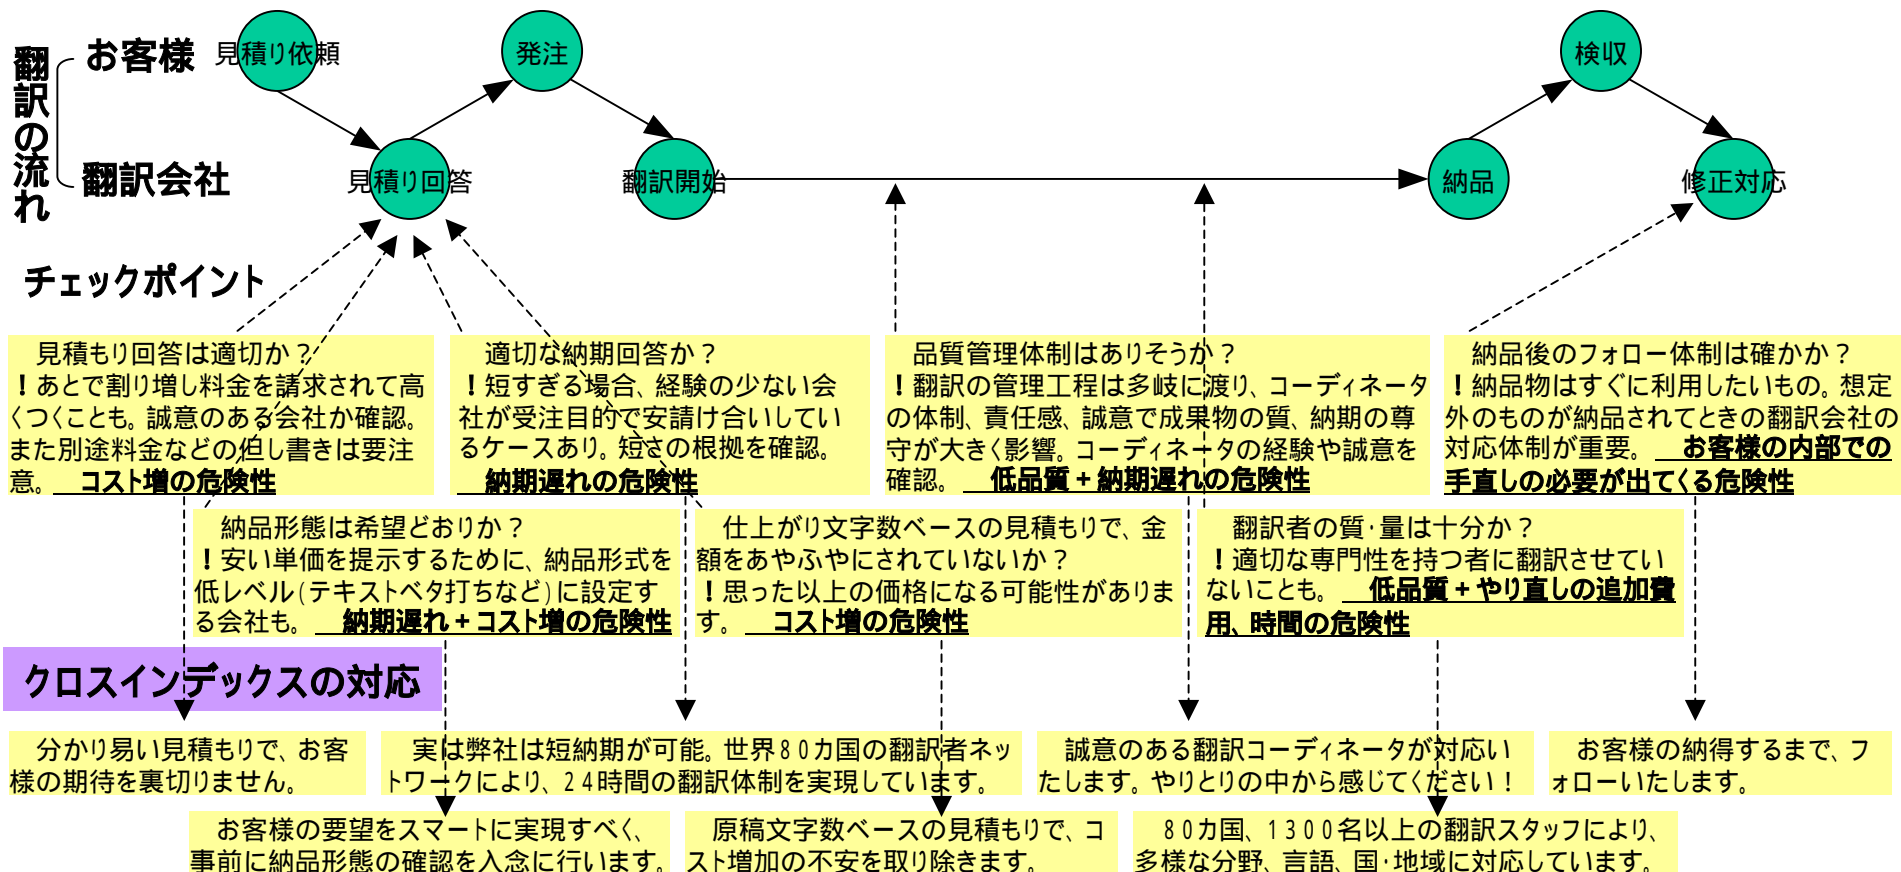 翻訳の流れ
お客様
見積り依頼
発注
検収
翻訳会社
見積り回答
翻訳開始
納品
修正対応
チェックポイント
見積もり回答は適切か?
!あとで割り増し料金を請求されて高
くつくことも。誠意のある会社か確認。
また別途料金などの但し書きは要注
意。 コスト増の危険性
適切な納期回答か?
!短すぎる場合、経験の少ない会
社が受注目的で安請け合いしてい
るケースあり。短さの根拠を確認。
納期遅れの危険性
品質管理体制はありそうか?
!翻訳の管理工程は多岐に渡り、コーディネータ
の体制、責任感、誠意で成果物の質、納期の尊
守が大きく影響。コーディネータの経験や誠意を
確認。 低品質+納期遅れの危険性
納品後のフォロー体制は確かか?
!納品物はすぐに利用したいもの。想定
外のものが納品されてときの翻訳会社の
対応体制が重要。 お客様の内部での
手直しの必要が出てくる危険性
納品形態は希望どおりか?
!安い単価を提示するために、納品形式を
低レベル(テキストベタ打ちなど)に設定す
る会社も。 納期遅れ+コスト増の危険性
仕上がり文字数ベースの見積もりで、金
額をあやふやにされていないか?
!思った以上の価格になる可能性がありま
す。 コスト増の危険性
翻訳者の質・量は十分か?
!適切な専門性を持つ者に翻訳させてい
ないことも。 低品質+やり直しの追加費
用、時間の危険性
クロスインデックスの対応
分かり易い見積もりで、お客
様の期待を裏切りません。
実は弊社は短納期が可能。世界80カ国の翻訳者ネッ
トワークにより、24時間の翻訳体制を実現しています。
誠意のある翻訳コーディネータが対応い
たします。やりとりの中から感じてください!
お客様の納得するまで、フ
ォローいたします。
お客様の要望をスマートに実現すべく、
事前に納品形態の確認を入念に行います。
原稿文字数ベースの見積もりで、コ
スト増加の不安を取り除きます。
80カ国、1300名以上の翻訳スタッフにより、
多様な分野、言語、国・地域に対応しています。